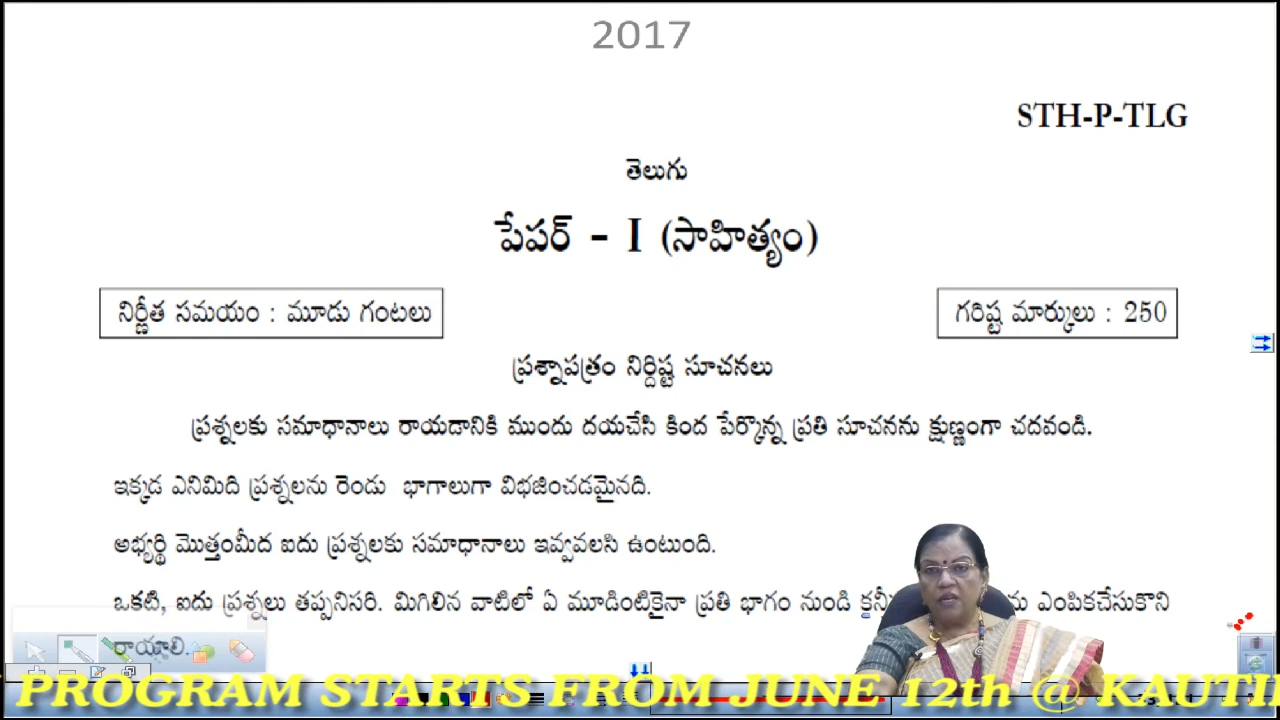 2017
STH-P-TLG
తెలుగు
పేపర్ - I (సాహిత్యం)
నిర్ణీత సమయం : మూడు గంటలు
గరిష్ట మార్కులు : 250
ప్రశ్నాపత్రం నిర్దిష్ట సూచనలు
ప్రశ్నలకు సమాధానాలు రాయడానికి ముందు దయచేసి కింద పేర్కొన్న ప్రతి సూచనను క్షుణ్ణంగా చదవండి.
ఇక్కడ ఎనిమిది ప్రశ్నలను రెండు భాగాలుగా విభజించడమైనది.
అభ్యర్థి మొత్తంమీద ఐదు ప్రశ్నలకు సమాధానాలు ఇవ్వవలసి ఉంటుంది.
ఒకటి, ఐదు ప్రశ్నలు తప్పనిసరి. మిగిలిన వాటిలో ఏ మూడింటికైనా ప్రతి భాగం నుండి ఎంపికచేసుకొని
రాయాలి.
PROGRAM STARTS FROM JUNE 12th @